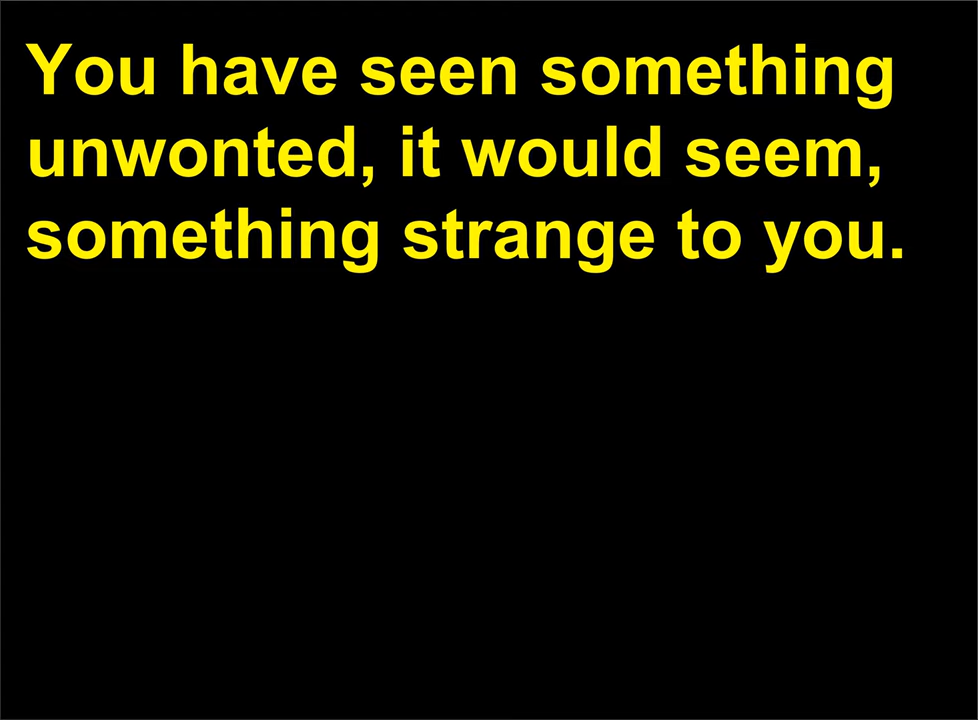 You have seen something
unwonted, it would seem,
something strange to you.